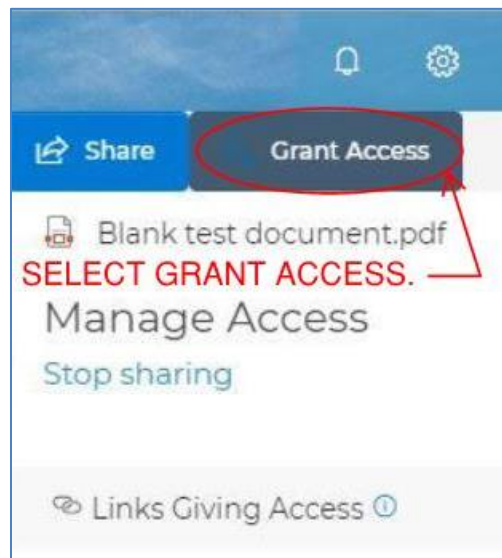 Share
Grant Access
Blank test document.pdf
SELECT GRANT ACCESS.
Manage Access
Stop sharing
Links Giving Access